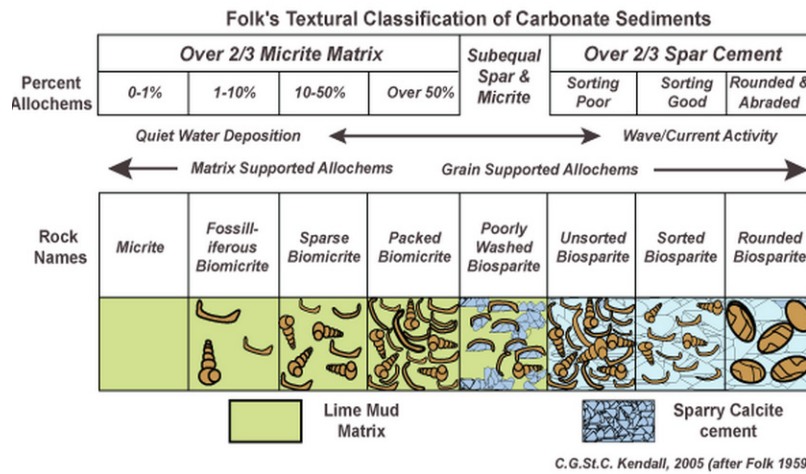 Folk's Textural Classification of Carbonate Sediments
Over 2/3 Micrite Matrix
Subequal
Spar &
Micrite
Over 2/3 Spar Cement
Percent
Allochems
0-1%
1-10%
10-50%
Over 50%
Sorting
Poor
Sorting
Good
Rounded &
Abraded
Quiet Water Deposition
Wave/Current Activity
Matrix Supported Allochems
Grain Supported Allochems
Rock
Names
Micrite
Fossill-
iferous
Biomicrite
Sparse
Biomicrite
Packed
Biomicrite
Poorly
Washed
Biosparite
Unsorted
Biosparite
Sorted
Biosparite
Rounded
Biosparite
Lime Mud
Matrix
Sparry Calcite
cement
C.G.St.C. Kendall, 2005 (after Folk 1959